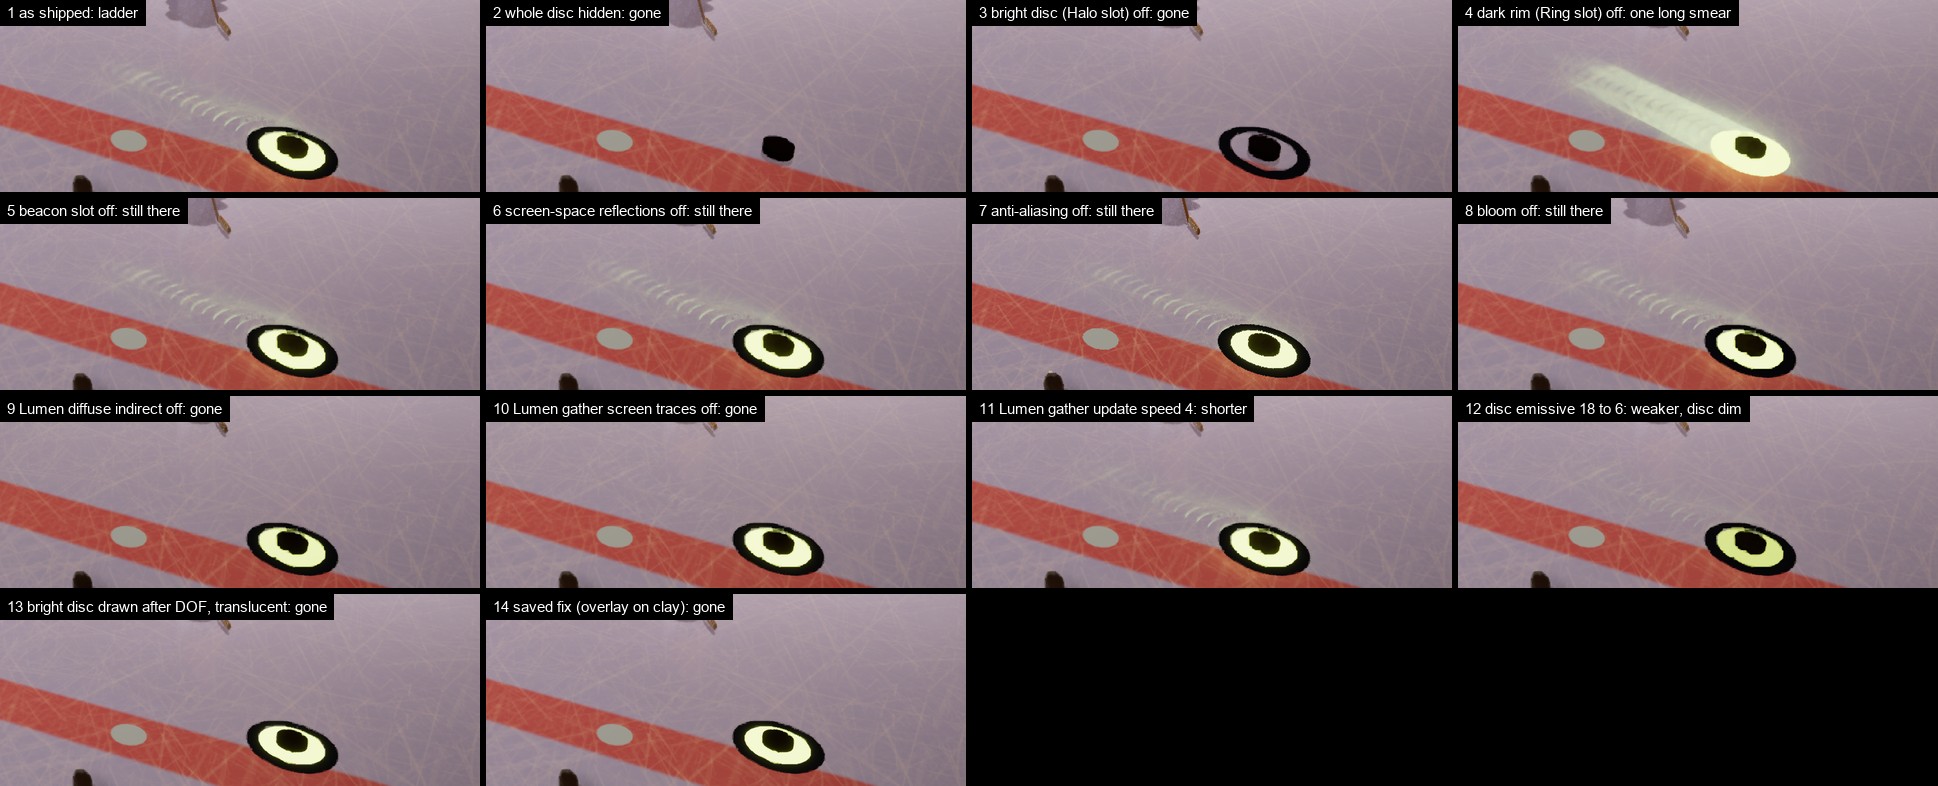 1 as shipped: ladder
2 whole disc hidden: gone
3 bright disc (Halo slot) off: gone
4 dark rim (Ring slot) off: one long smear
5 beacon slot off: still there
6 screen-space reflections off: still there
7 anti-aliasing off: still there
8 bloom off: still there
9 Lumen diffuse indirect off: gone
10 Lumen gather screen traces off: gone
11 Lumen gather update speed 4: shorter
12 disc emissive 18 to 6: weaker, disc dim
13 bright disc drawn after DOF, translucent: gone
14 saved fix (overlay on clay): gone